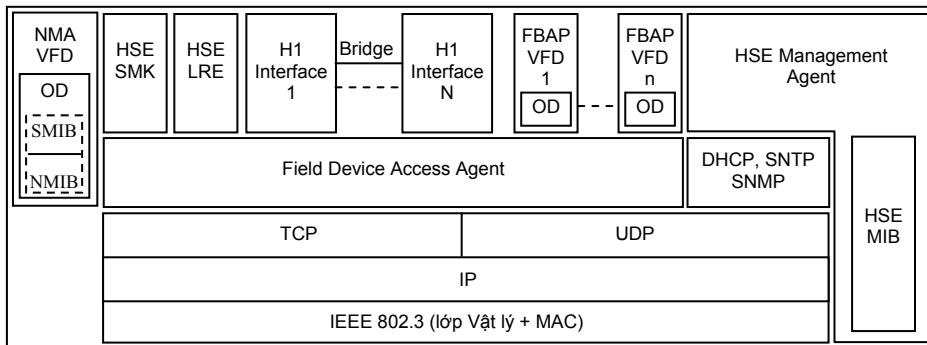 NMA
VFD
OD
SMIB
NMIB
HSE
SMK
HSE
LRE
H1
Interface
1
Bridge
H1
Interface
N
FBAP
VFD
1
OD
FBAP
VFD
n
OD
HSE Management
Agent
Field Device Access Agent
DHCP, SNTP
SNMP
HSE
MIB
TCP
UDP
IP
IEEE 802.3 (lớp Vật lý + MAC)